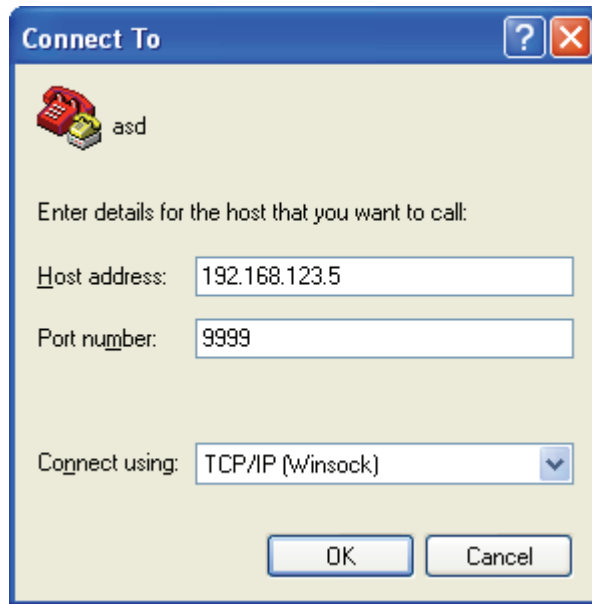 Connect To
asd
Enter details for the host that you want to call:
Host address: 192.168.123.5
Port number: 9999
Connect using: TCP/IP (Winsock)
OK Cancel